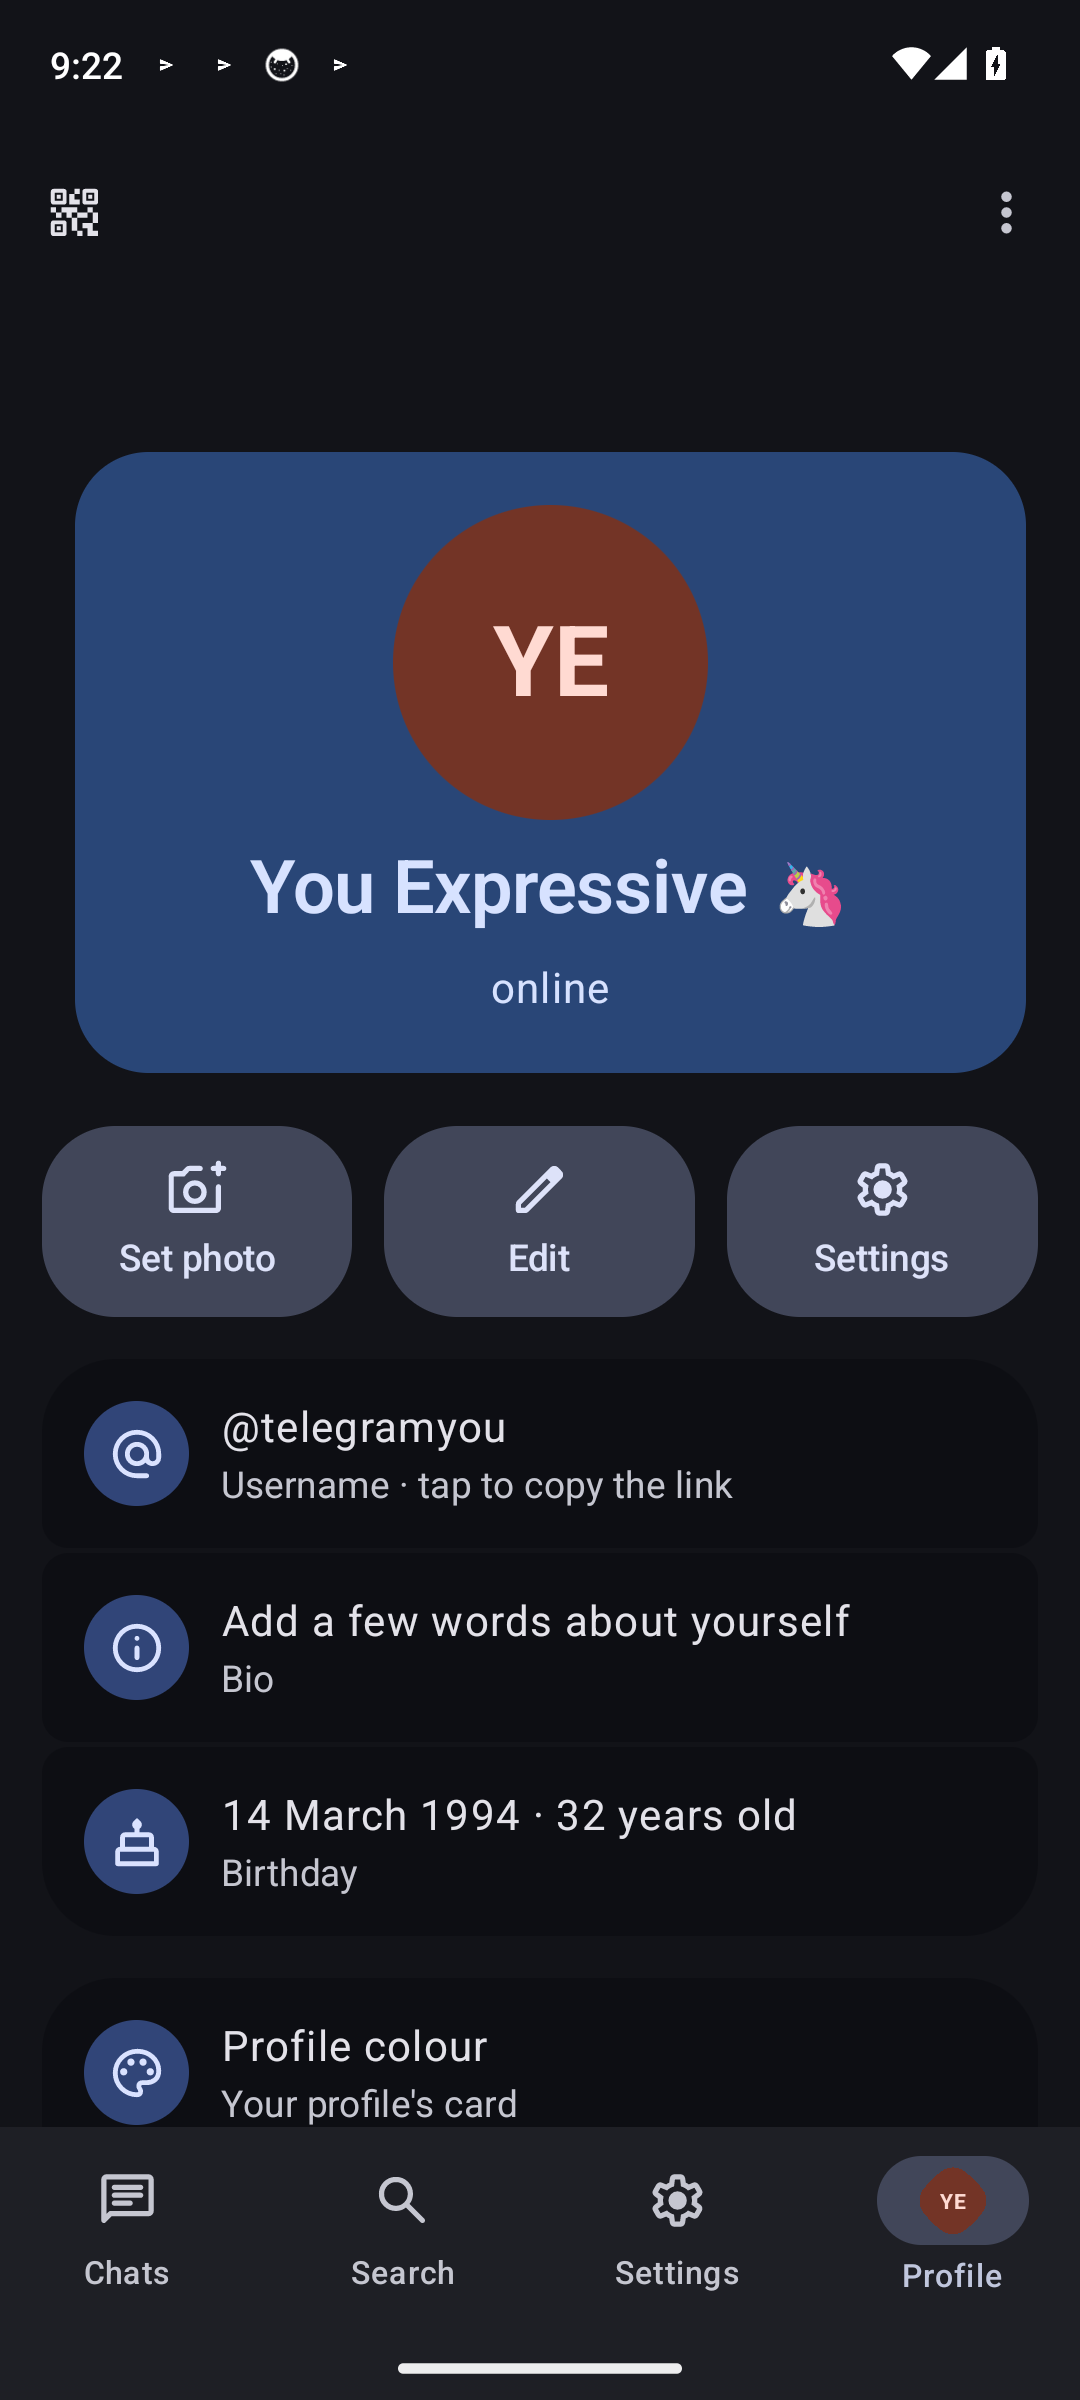 9:22
YE
You Expressive 🦄
online
Set photo
Edit
Settings
@telegramyou
Username · tap to copy the link
Add a few words about yourself
Bio
14 March 1994 · 32 years old
Birthday
Profile colour
Your profile's card
YE
Chats
Search
Settings
Profile